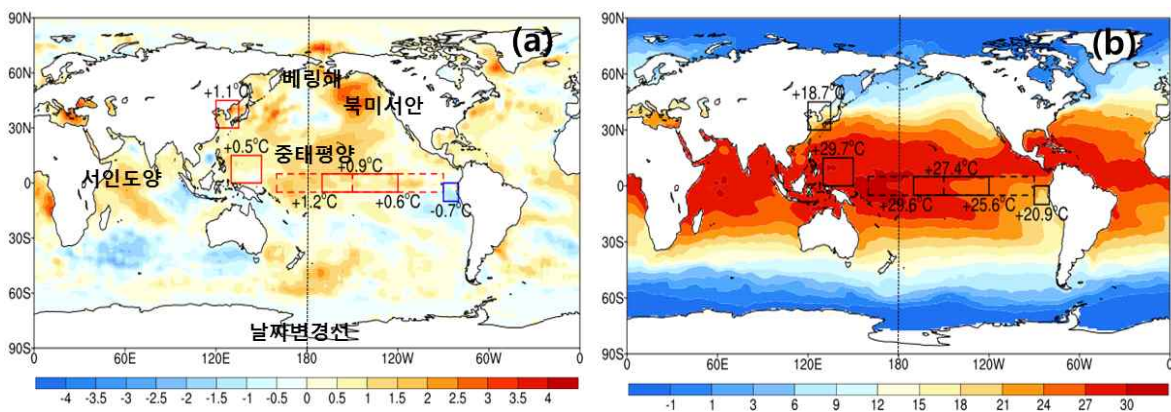 (a)
90N
60N
30N
0
30S
60S
90S
베링해
북미서안
+1.1°C
+0.5°C
중태평양
+0.9°C
서인도양
+1.2°C
+0.6°C
-0.7°C
날짜변경선
0
60E
120E
180
120W
60W
0
-4
-3.5
-3
-2.5
-2
-1.5
-1
-0.5
0
0.5
1
1.5
2
2.5
3
3.5
4
(b)
90N
60N
30N
0
30S
60S
90S
+18.7°C
+29.7°C
+27.4°C
+29.6°C
+25.6°C
+20.9°C
0
60E
120E
180
120W
60W
0
-1
1
3
6
9
12
15
18
21
24
27
30